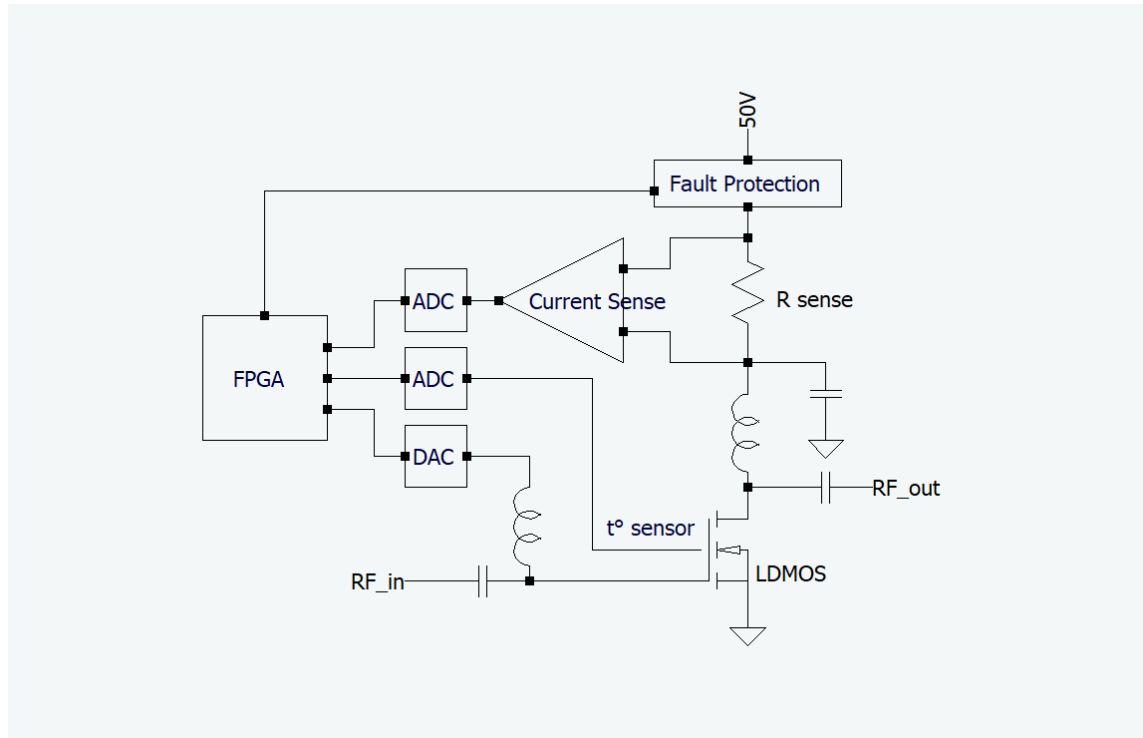 50V
Fault Protection
ADC
Current Sense
R sense
FPGA
ADC
DAC
RF_out
t° sensor
RF_in
LDMOS